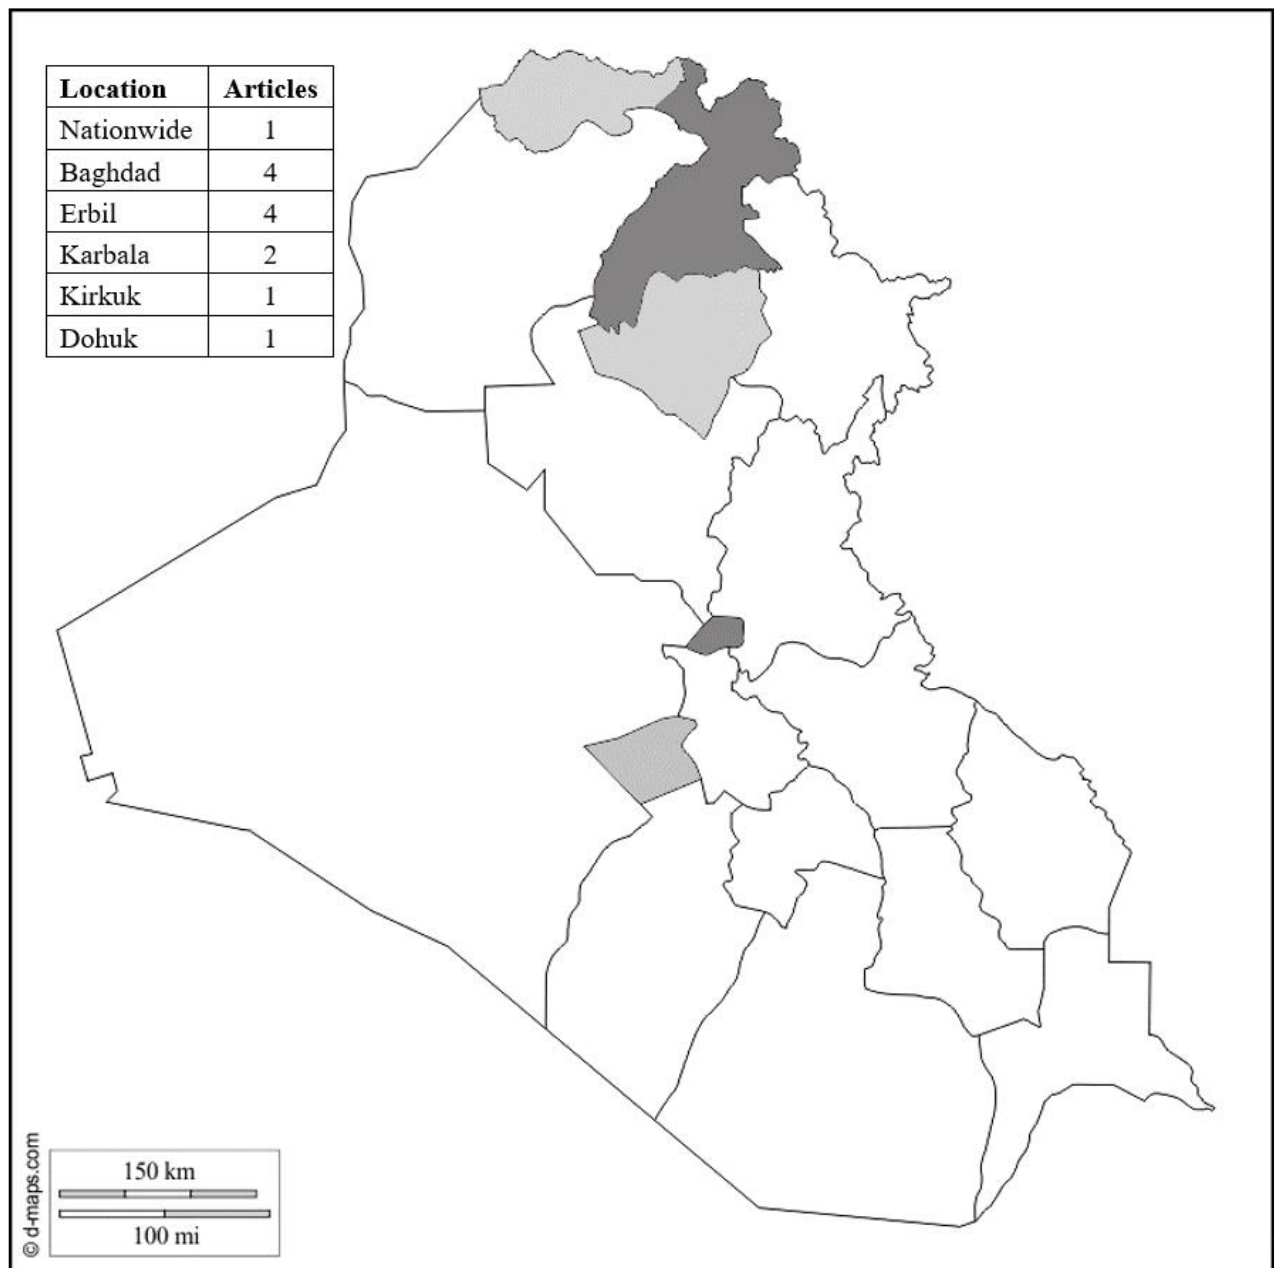 Location Articles
Nationwide 1
Baghdad 4
Erbil 4
Karbala 2
Kirkuk 1
Dohuk 1
150 km
100 mi
© d-maps.com